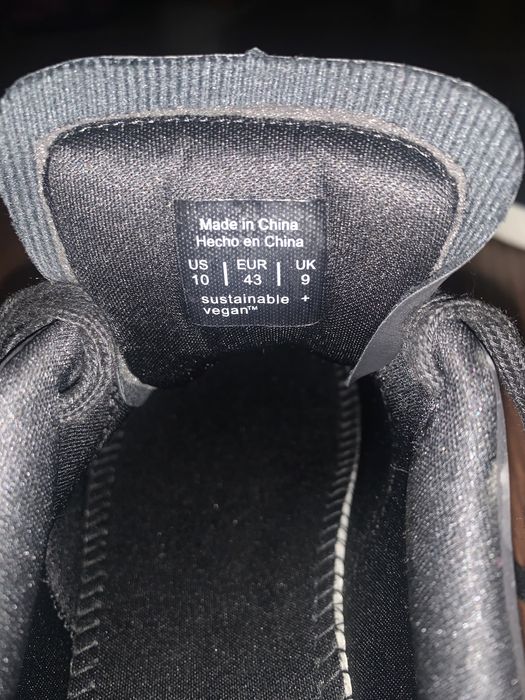 Made in China
Hecho en China
US | EUR | UK
10 | 43 | 9
sustainable +
vegan™